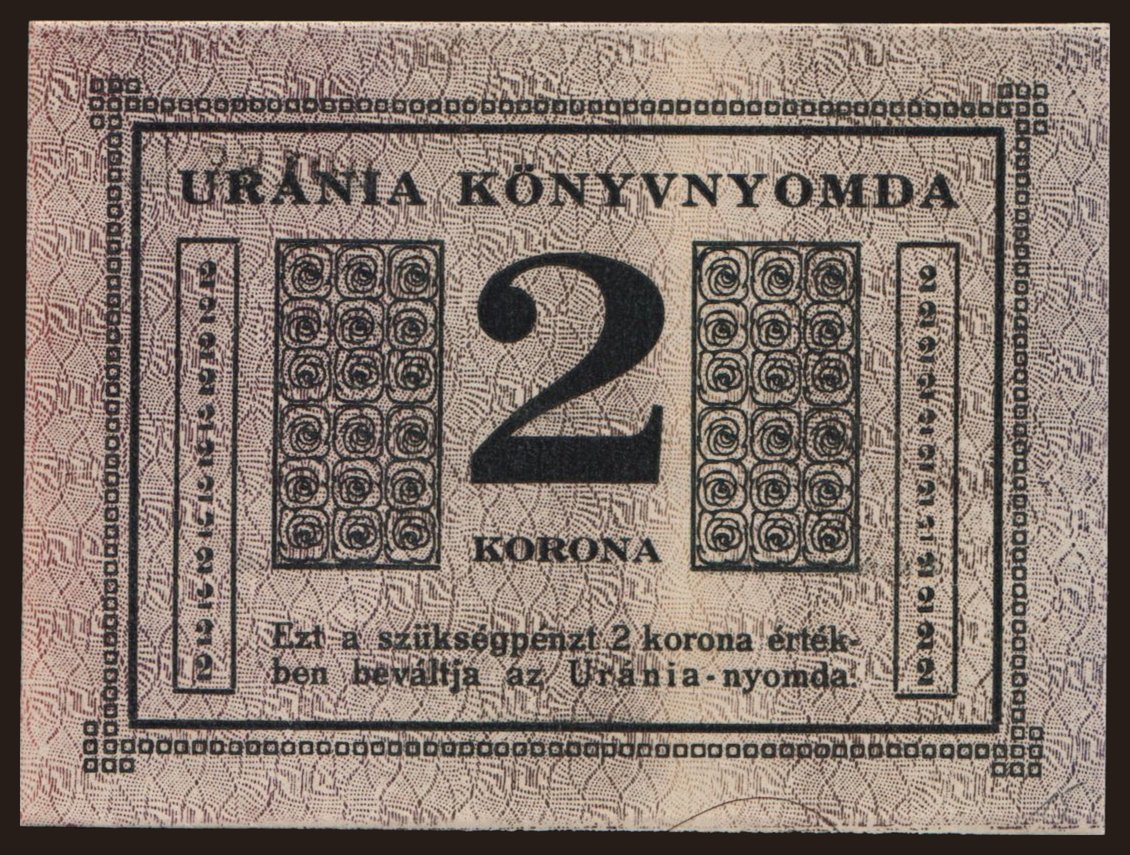 URÁNIA KÖNYVNYOMDA
2
KORONA
Ezt a szükségpénzt 2 korona érték-
ben beváltja az Uránia-nyomda.